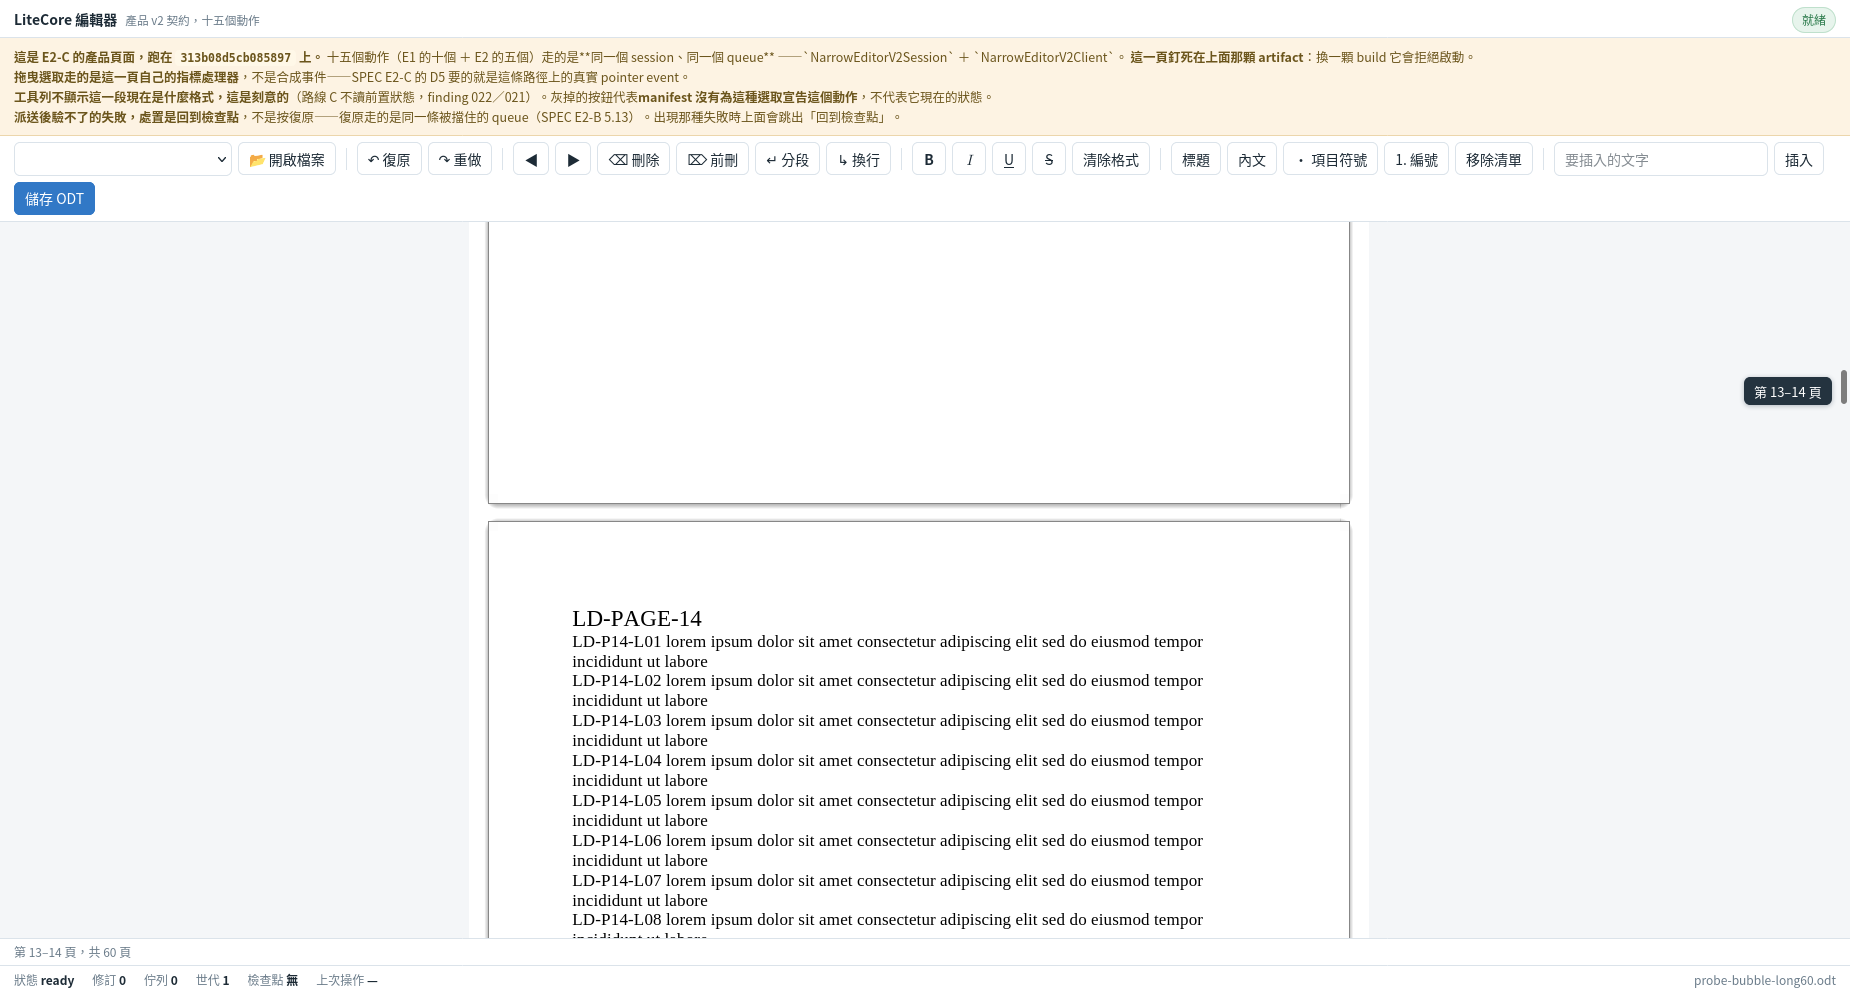 LiteCore 編輯器 產品 v2 契約，十五個動作
就緒
這是 E2-C 的產品頁面，跑在 313b08d5cb085897 上。 十五個動作（E1 的十個 ＋ E2 的五個）走的是**同一個 session、同一個 queue** ——`NarrowEditorV2Session` ＋ `NarrowEditorV2Client`。 這一頁釘死在上面那顆 artifact：換一顆 build 它會拒絕啟動。
拖曳選取走的是這一頁自己的指標處理器，不是合成事件——SPEC E2-C 的 D5 要的就是這條路徑上的真實 pointer event。
工具列不顯示這一段現在是什麼格式，這是刻意的（路線 C 不讀前置狀態，finding 022／021）。灰掉的按鈕代表manifest 沒有為這種選取宣告這個動作，不代表它現在的狀態。
派送後驗不了的失敗，處置是回到檢查點，不是按復原——復原走的是同一條被擋住的 queue（SPEC E2-B 5.13）。出現那種失敗時上面會跳出「回到檢查點」。
📂 開啟檔案 ↶ 復原 ↷ 重做 ◀ ▶ ⌫ 刪除 ⌦ 前刪 ↵ 分段 ↳ 換行 B I U S 清除格式 標題 內文 • 項目符號 1. 編號 移除清單 要插入的文字 插入
儲存 ODT
第 13–14 頁
LD-PAGE-14
LD-P14-L01 lorem ipsum dolor sit amet consectetur adipiscing elit sed do eiusmod tempor
incididunt ut labore
LD-P14-L02 lorem ipsum dolor sit amet consectetur adipiscing elit sed do eiusmod tempor
incididunt ut labore
LD-P14-L03 lorem ipsum dolor sit amet consectetur adipiscing elit sed do eiusmod tempor
incididunt ut labore
LD-P14-L04 lorem ipsum dolor sit amet consectetur adipiscing elit sed do eiusmod tempor
incididunt ut labore
LD-P14-L05 lorem ipsum dolor sit amet consectetur adipiscing elit sed do eiusmod tempor
incididunt ut labore
LD-P14-L06 lorem ipsum dolor sit amet consectetur adipiscing elit sed do eiusmod tempor
incididunt ut labore
LD-P14-L07 lorem ipsum dolor sit amet consectetur adipiscing elit sed do eiusmod tempor
incididunt ut labore
LD-P14-L08 lorem ipsum dolor sit amet consectetur adipiscing elit sed do eiusmod tempor
第 13–14 頁，共 60 頁
狀態 ready 修訂 0 佇列 0 世代 1 檢查點 無 上次操作 —
probe-bubble-long60.odt